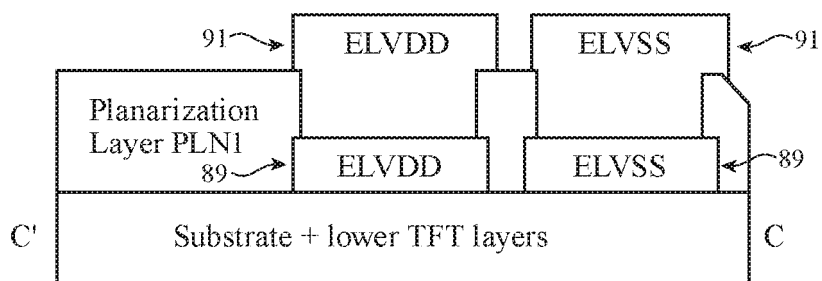 91 ELVDD ELVSS 91
Planarization
Layer PLN1
89 ELVDD ELVSS 89
C' Substrate + lower TFT layers C